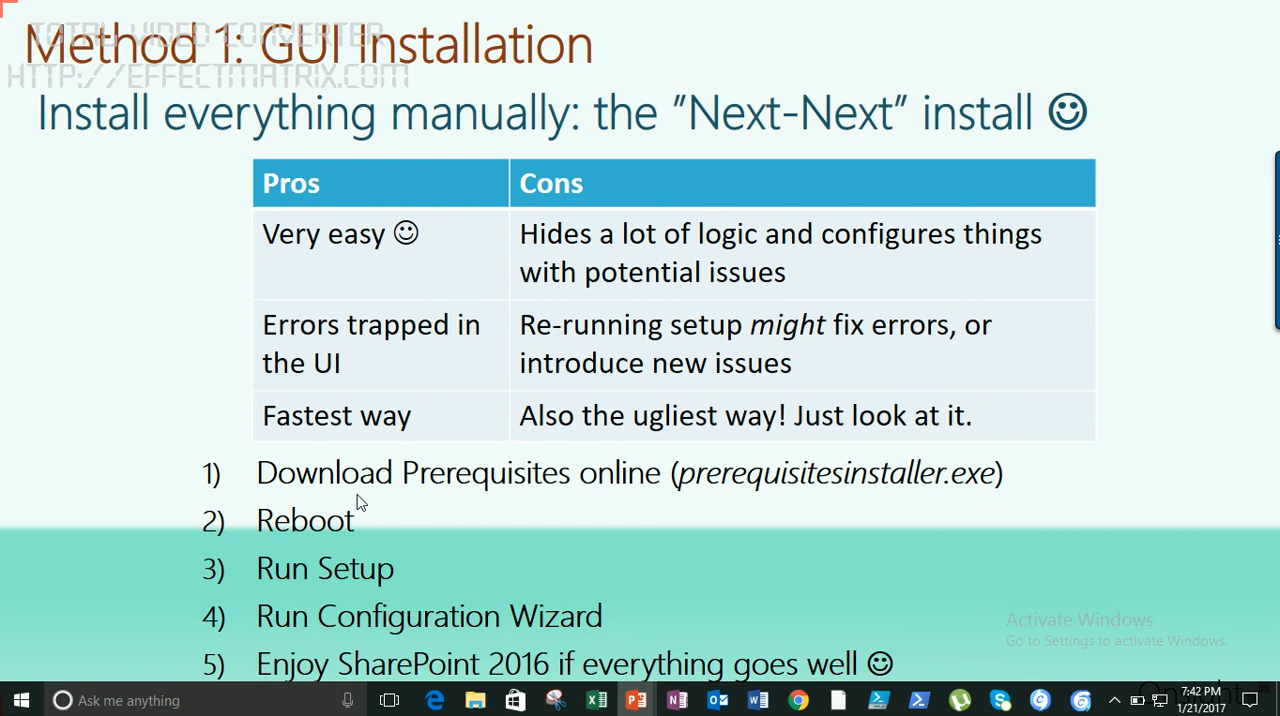 Method 1: GUI Installation
TOTAL VIDEO CONVERTER
HTTP://EFFECTMATRIX.COM
Install everything manually: the ”Next-Next” install ☺
Pros Cons
Very easy ☺ Hides a lot of logic and configures things
with potential issues
Errors trapped in Re-running setup might fix errors, or
the UI introduce new issues
Fastest way Also the ugliest way! Just look at it.
1) Download Prerequisites online (prerequisitesinstaller.exe)
2) Reboot
3) Run Setup
4) Run Configuration Wizard
5) Enjoy SharePoint 2016 if everything goes well ☺
Activate Windows
Go to Settings to activate Windows.
Ask me anything
7:42 PM
1/21/2017